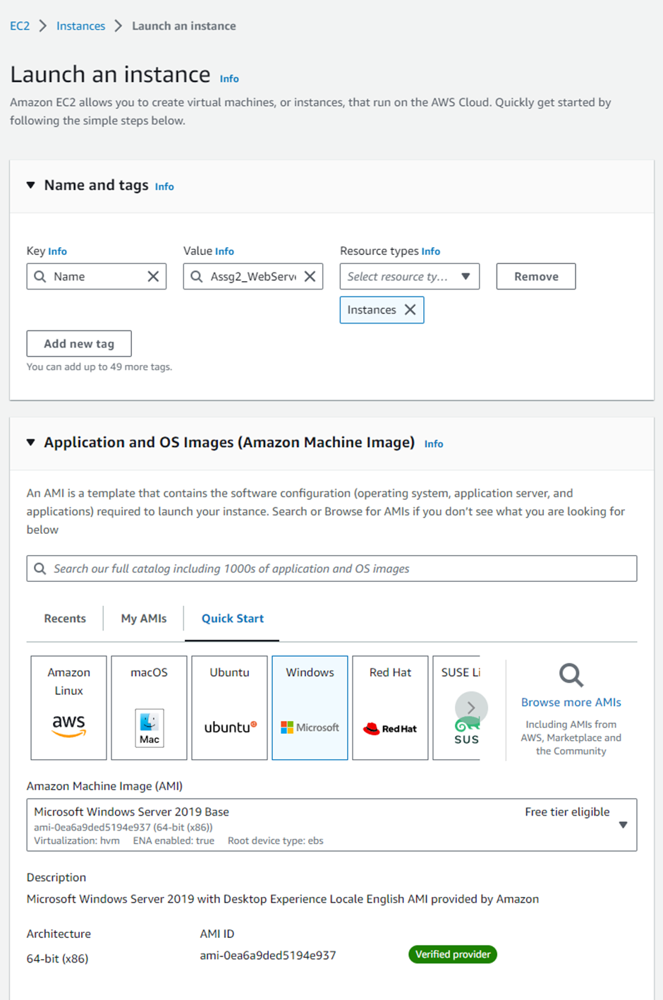 EC2 > Instances > Launch an instance
Launch an instance Info
Amazon EC2 allows you to create virtual machines, or instances, that run on the AWS Cloud. Quickly get started by
following the simple steps below.
Name and tags Info
Key Info Value Info Resource types Info
Name Assg2_WebServ Select resource ty... Remove
Instances
Add new tag
You can add up to 49 more tags.
Application and OS Images (Amazon Machine Image) Info
An AMI is a template that contains the software configuration (operating system, application server, and
applications) required to launch your instance. Search or Browse for AMIs if you don't see what you are looking for
below
Search our full catalog including 1000s of application and OS images
Recents My AMIs Quick Start
Amazon
Linux
aws
macOS
Mac
Ubuntu
ubuntu
Windows
Microsoft
Red Hat
Red Hat
SUSE Li
SUS
Browse more AMIs
Including AMIs from
AWS, Marketplace and
the Community
Amazon Machine Image (AMI)
Microsoft Windows Server 2019 Base Free tier eligible
ami-0ea6a9ded5194e937 (64-bit (x86))
Virtualization: hvm ENA enabled: true Root device type: ebs
Description
Microsoft Windows Server 2019 with Desktop Experience Locale English AMI provided by Amazon
Architecture AMI ID
64-bit (x86) ami-0ea6a9ded5194e937 Verified provider